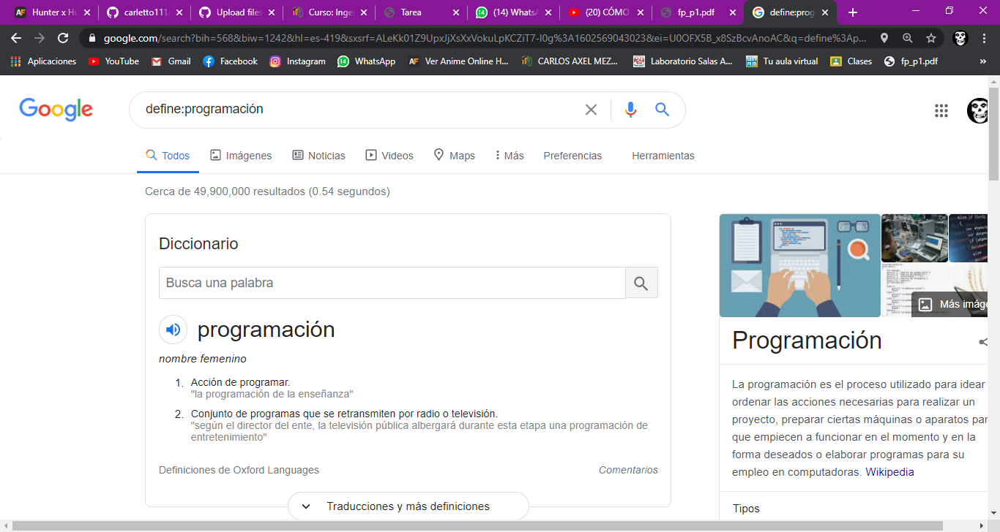 Hunter x Hu
carletto111/
Upload files
Curso: Inge
Tarea
(14) WhatsA
(20) CÓMO
fp_p1.pdf
define:prog
google.com/search?bih=568&biw=1242&hl=es-419&sxsrf=ALeKk01Z9UpxJjXsXxVokuLpKCZiT7-I0g%3A1602569043023&ei=U0OFX5B_x8SzBcvAnoAC&q=define%3Ap...
Aplicaciones
YouTube
Gmail
Facebook
Instagram
WhatsApp
Ver Anime Online H...
CARLOS AXEL MEZ...
Laboratorio Salas A...
Tu aula virtual
Clases
fp_p1.pdf
»
Google
define:programación
Todos
Imágenes
Noticias
Videos
Maps
Más
Preferencias
Herramientas
Cerca de 49,900,000 resultados (0.54 segundos)
Diccionario
Busca una palabra
programación
nombre femenino
1. Acción de programar.
"la programación de la enseñanza"
2. Conjunto de programas que se retransmiten por radio o televisión.
"según el director del ente, la televisión pública albergará durante esta etapa una programación de
entretenimiento"
Definiciones de Oxford Languages
Comentarios
Traducciones y más definiciones
Más imáge
Programación
La programación es el proceso utilizado para idear
ordenar las acciones necesarias para realizar un
proyecto, preparar ciertas máquinas o aparatos par
que empiecen a funcionar en el momento y en la
forma deseados o elaborar programas para su
empleo en computadoras. Wikipedia
Tipos